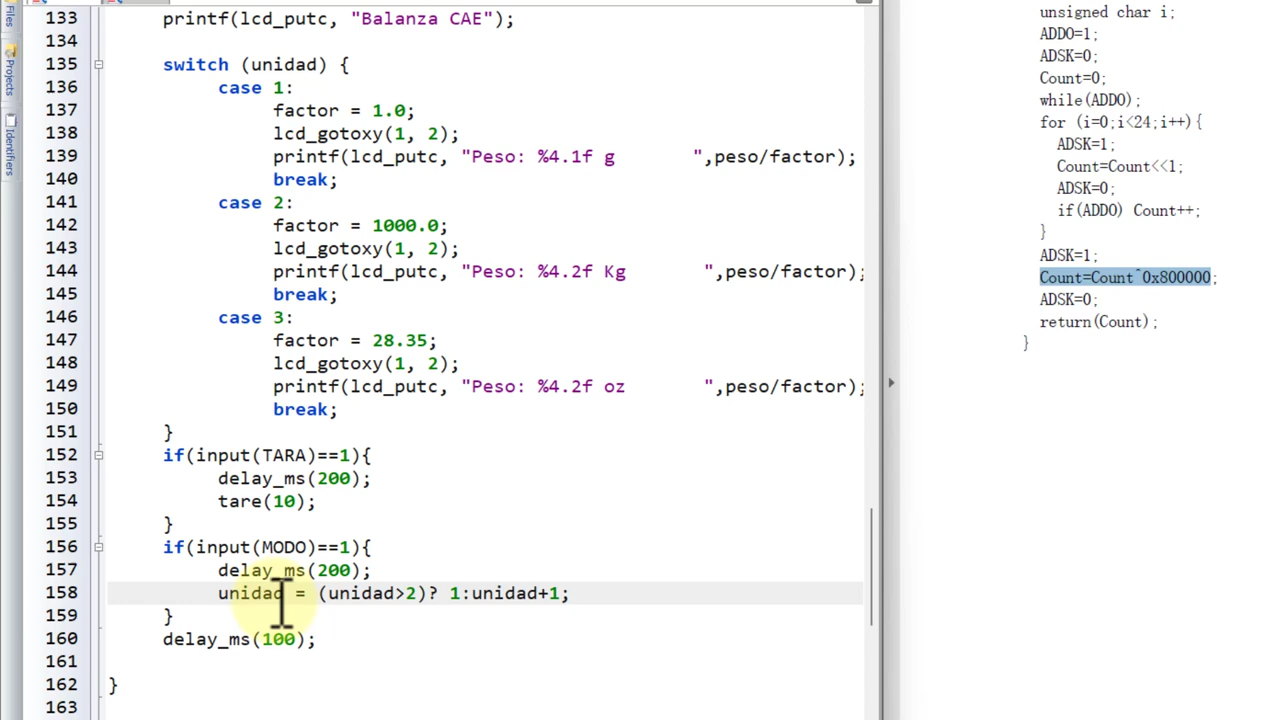 Files
Projects
Identifiers
133 printf(lcd_putc, "Balanza CAE");
134
135 switch (unidad) {
136 case 1:
137 factor = 1.0;
138 lcd_gotoxy(1, 2);
139 printf(lcd_putc, "Peso: %4.1f g       ",peso/factor);
140 break;
141 case 2:
142 factor = 1000.0;
143 lcd_gotoxy(1, 2);
144 printf(lcd_putc, "Peso: %4.2f Kg       ",peso/factor);
145 break;
146 case 3:
147 factor = 28.35;
148 lcd_gotoxy(1, 2);
149 printf(lcd_putc, "Peso: %4.2f oz       ",peso/factor);
150 break;
151 }
152 if(input(TARA)==1){
153 delay_ms(200);
154 tare(10);
155 }
156 if(input(MODO)==1){
157 delay_ms(200);
158 unidad = (unidad>2)? 1:unidad+1;
159 }
160 delay_ms(100);
161
162 }
163
unsigned char i;
ADDO=1;
ADSK=0;
Count=0;
while(ADDO);
for (i=0;i<24;i++){
ADSK=1;
Count=Count<<1;
ADSK=0;
if(ADDO) Count++;
}
ADSK=1;
Count=Count^0x800000;
ADSK=0;
return(Count);
}